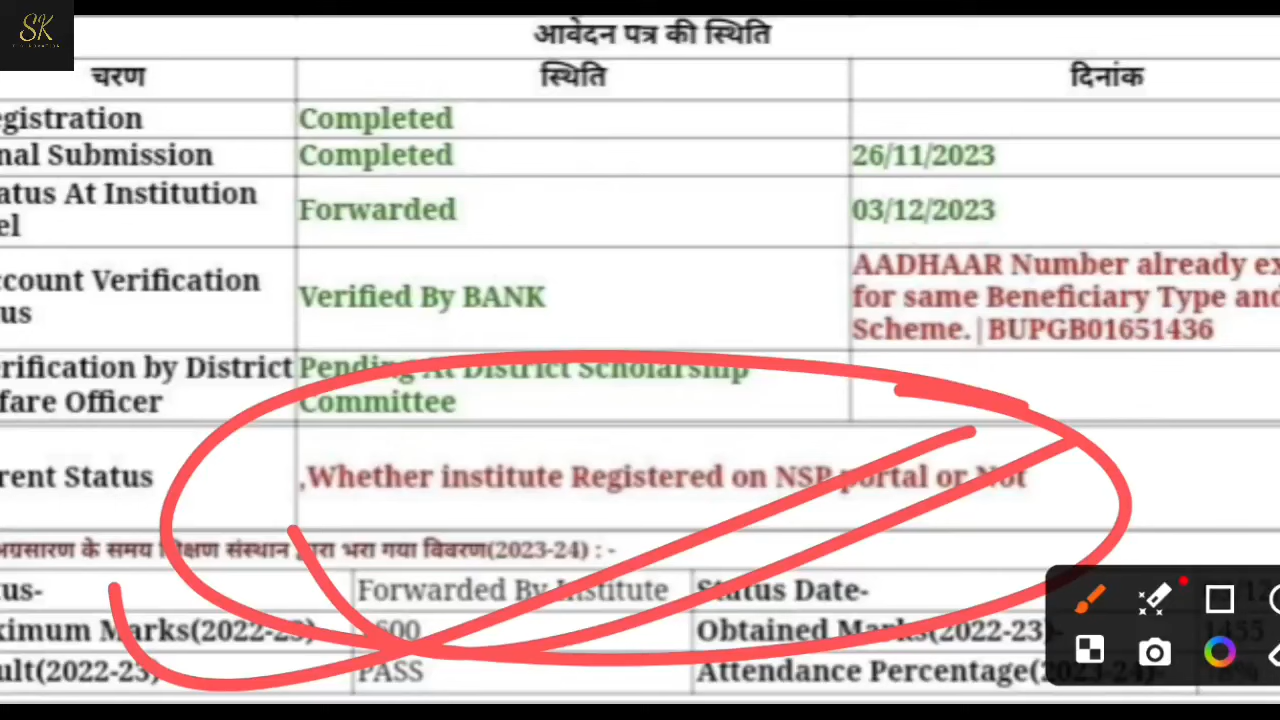 SK
आवेदन पत्र की स्थिति
चरण स्थिति दिनांक
egistration Completed
nal Submission Completed 26/11/2023
atus At Institution
el Forwarded 03/12/2023
ccount Verification
us Verified By BANK
AADHAAR Number already ex
for same Beneficiary Type and
Scheme. | BUPGB01651436
erification by District Pending At District Scholarship
fare Officer Committee
rent Status ,Whether institute Registered on NSP portal or Not
अग्रसारण के समय शिक्षण संस्थान द्वारा भरा गया विवरण(2023-24) : -
us- Forwarded By Institute Status Date-
ximum Marks(2022-23)- 600 Obtained Marks(2022-23)-
ult(2022-23) PASS Attendance Percentage(2023-24)-